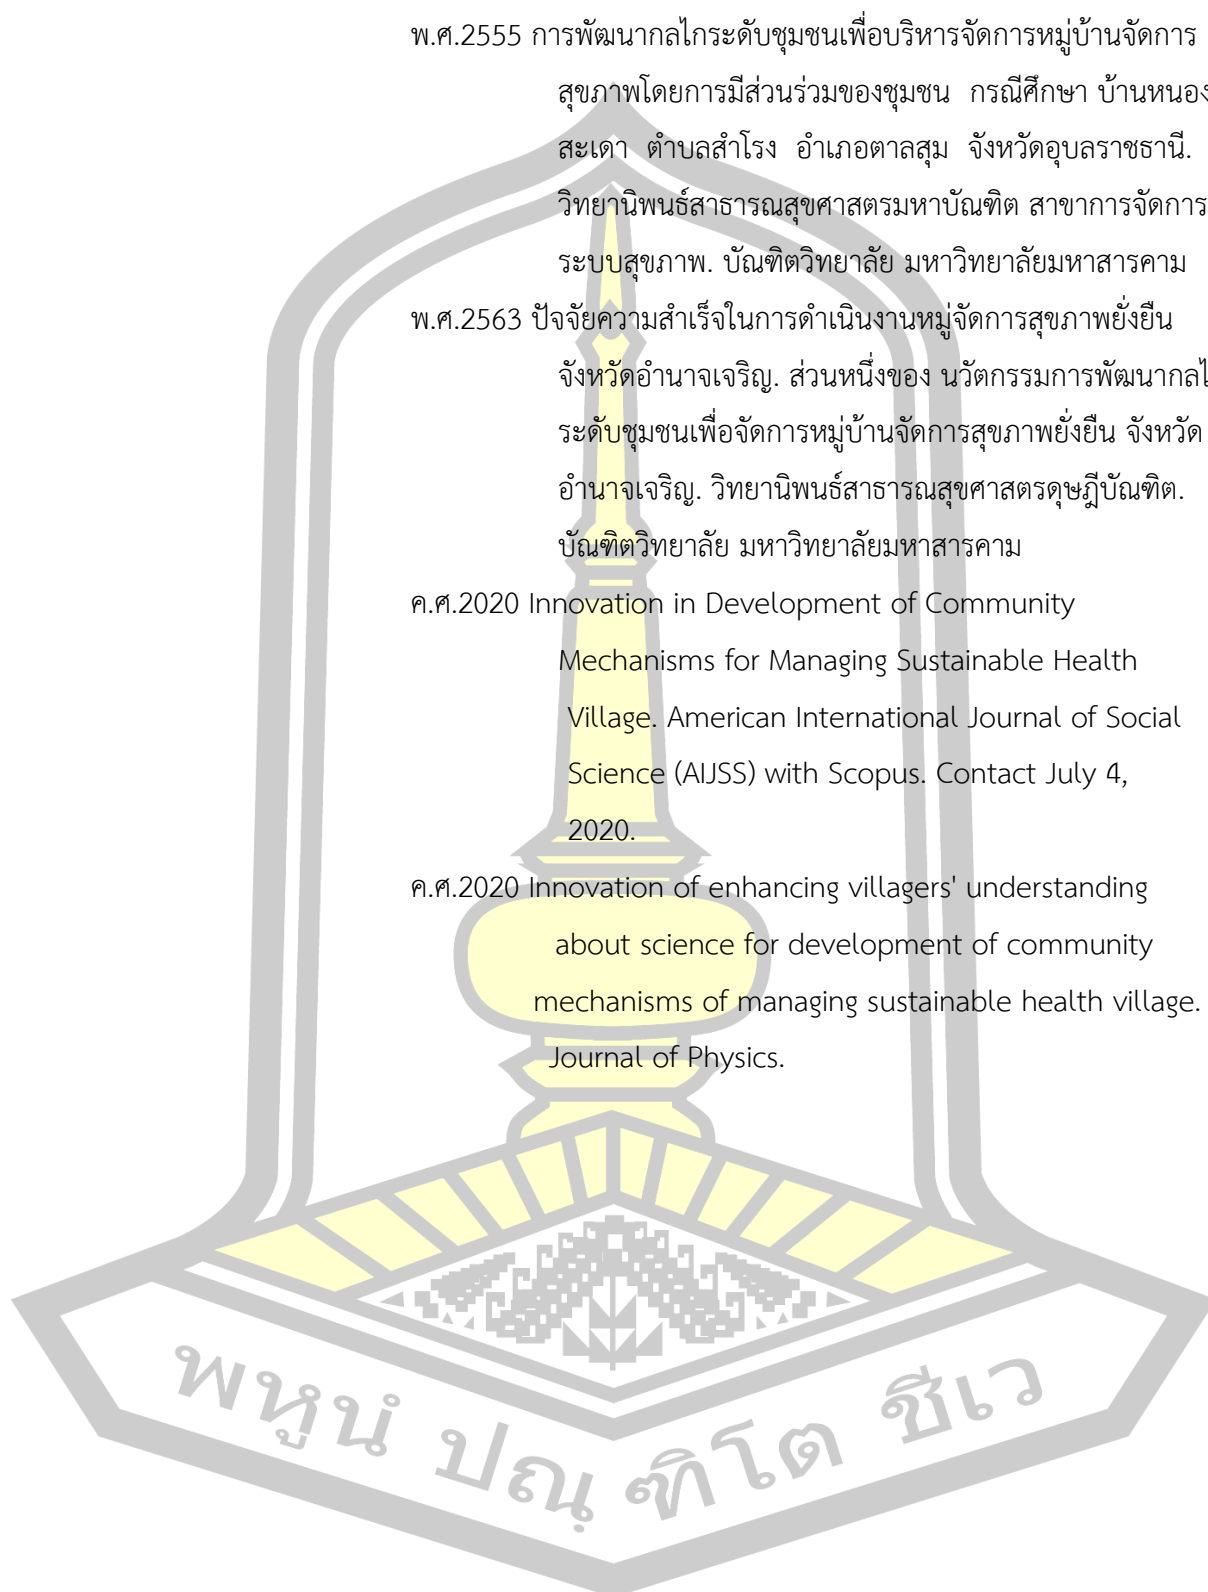 พ.ศ.2555 การพัฒนากลไกระดับชุมชนเพื่อบริหารจัดการหมู่บ้านจัดการ
สุขภาพโดยการมีส่วนร่วมของชุมชน กรณีศึกษา บ้านหนอง
สะเดา ตำบลสำโรง อำเภอตาลสุม จังหวัดอุบลราชธานี.
วิทยานิพนธ์สาธารณสุขศาสตรมหาบัณฑิต สาขาการจัดการ
ระบบสุขภาพ. บัณฑิตวิทยาลัย มหาวิทยาลัยมหาสารคาม
พ.ศ.2563 ปัจจัยความสำเร็จในการดำเนินงานหมู่จัดการสุขภาพยั่งยืน
จังหวัดอำนาจเจริญ. ส่วนหนึ่งของ นวัตกรรมการพัฒนากลไ
ระดับชุมชนเพื่อจัดการหมู่บ้านจัดการสุขภาพยั่งยืน จังหวัด
อำนาจเจริญ. วิทยานิพนธ์สาธารณสุขศาสตรดุษฎีบัณฑิต.
บัณฑิตวิทยาลัย มหาวิทยาลัยมหาสารคาม
ค.ศ.2020 Innovation in Development of Community
Mechanisms for Managing Sustainable Health
Village. American International Journal of Social
Science (AIJSS) with Scopus. Contact July 4,
2020.
ค.ศ.2020 Innovation of enhancing villagers' understanding
about science for development of community
mechanisms of managing sustainable health village.
Journal of Physics.
พหูนํ ปณฺฑิโต ชีเว